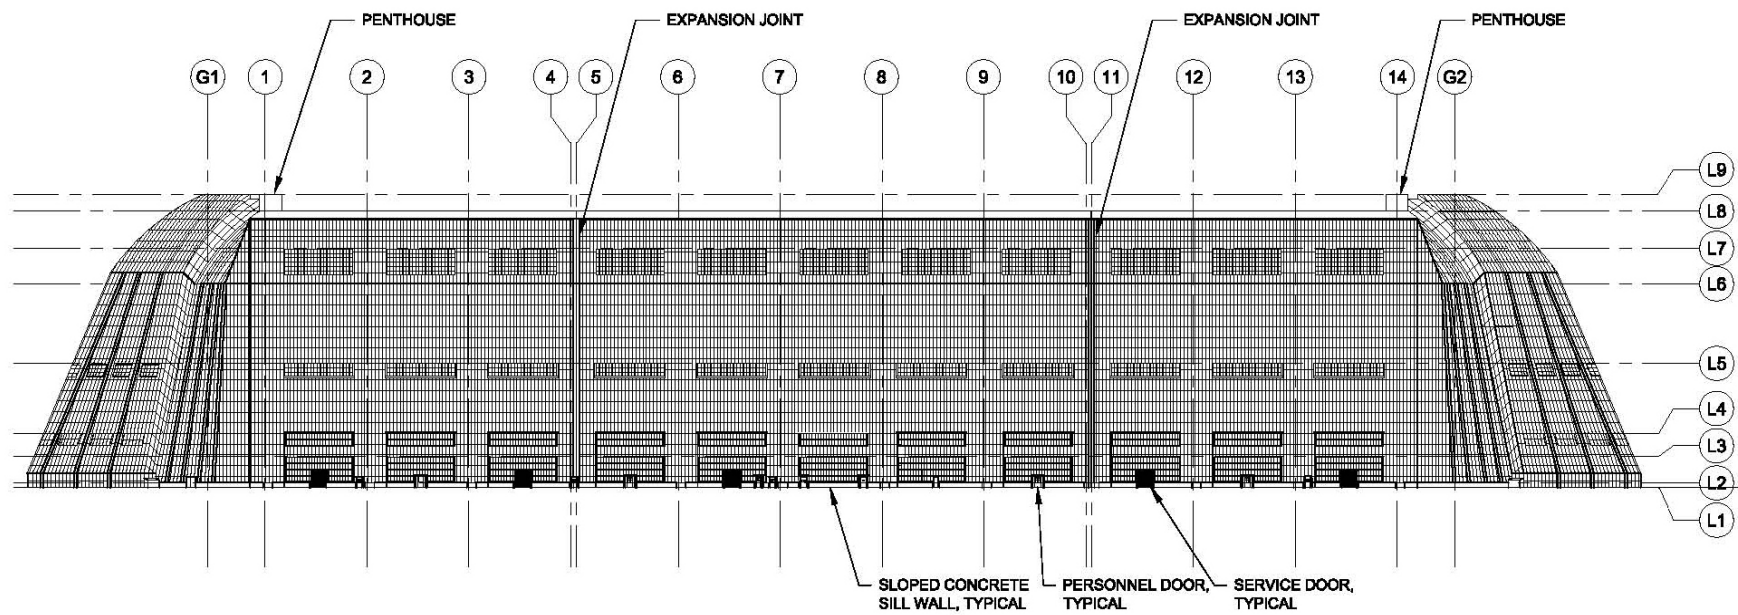 PENTHOUSE
EXPANSION JOINT
EXPANSION JOINT
PENTHOUSE
G1 1 2 3 4 5 6 7 8 9 10 11 12 13 14 G2
L9
L8
L7
L6
L5
L4
L3
L2
L1
SLOPED CONCRETE
SILL WALL, TYPICAL
PERSONNEL DOOR,
TYPICAL
SERVICE DOOR,
TYPICAL